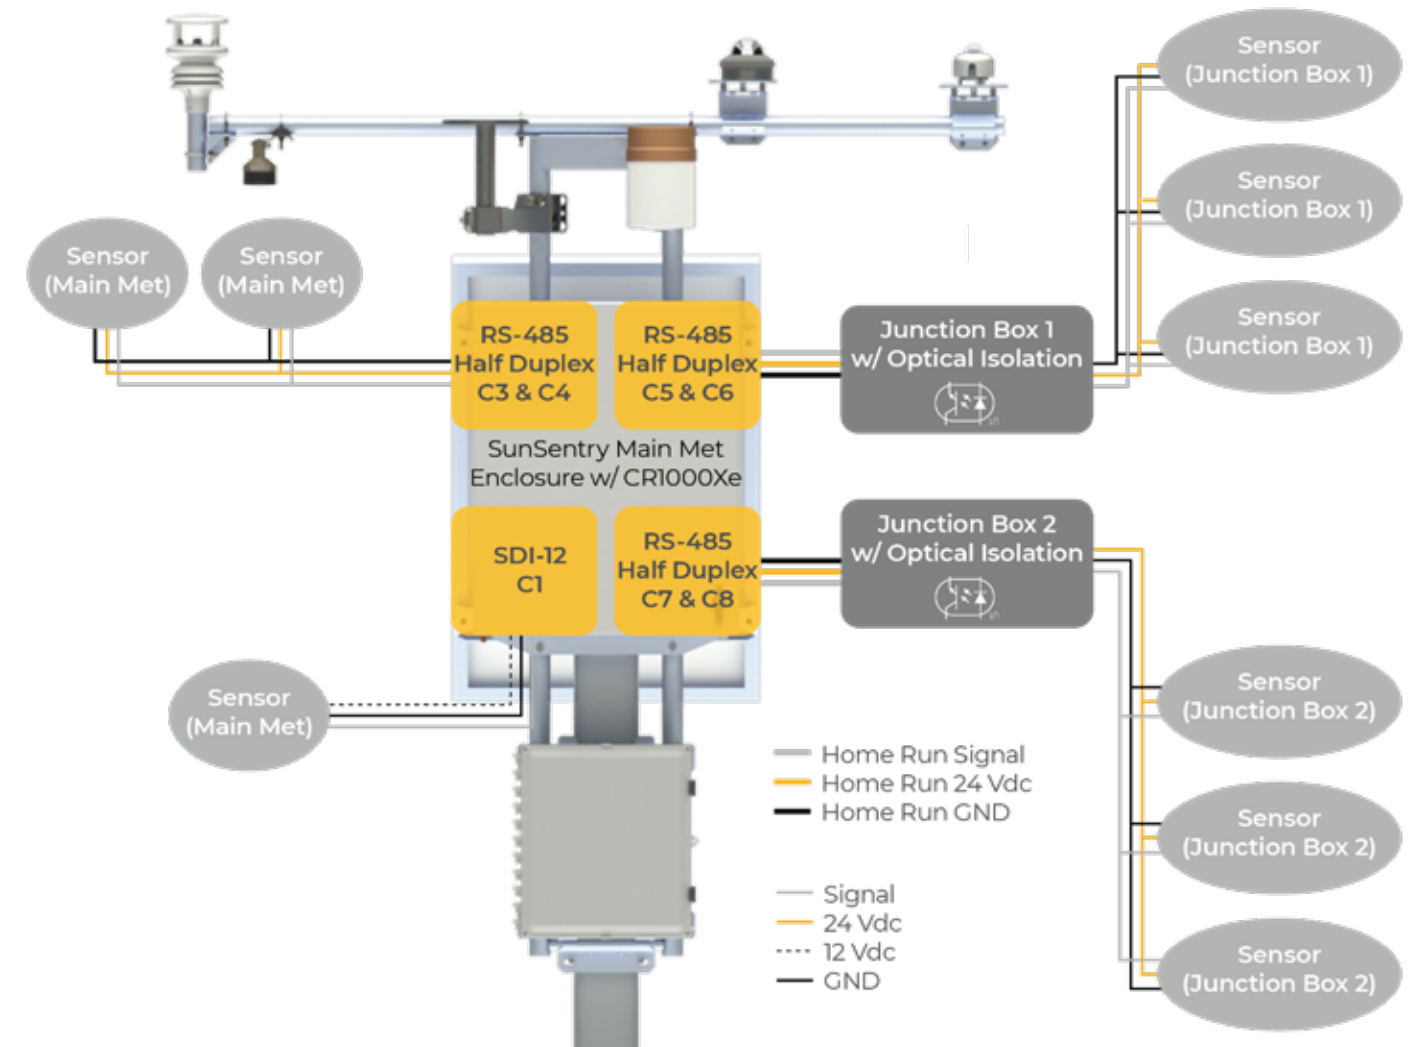 Sensor
(Junction Box 1)
Sensor
(Junction Box 1)
Sensor
(Main Met)
Sensor
(Main Met)
Sensor
(Junction Box 1)
RS-485
Half Duplex
C3 & C4
RS-485
Half Duplex
C5 & C6
Junction Box 1
w/ Optical Isolation
SunSentry Main Met
Enclosure w/ CR1000Xe
SDI-12
C1
RS-485
Half Duplex
C7 & C8
Junction Box 2
w/ Optical Isolation
Sensor
(Main Met)
Sensor
(Junction Box 2)
Sensor
(Junction Box 2)
Sensor
(Junction Box 2)
Home Run Signal
Home Run 24 Vdc
Home Run GND
Signal
24 Vdc
12 Vdc
GND